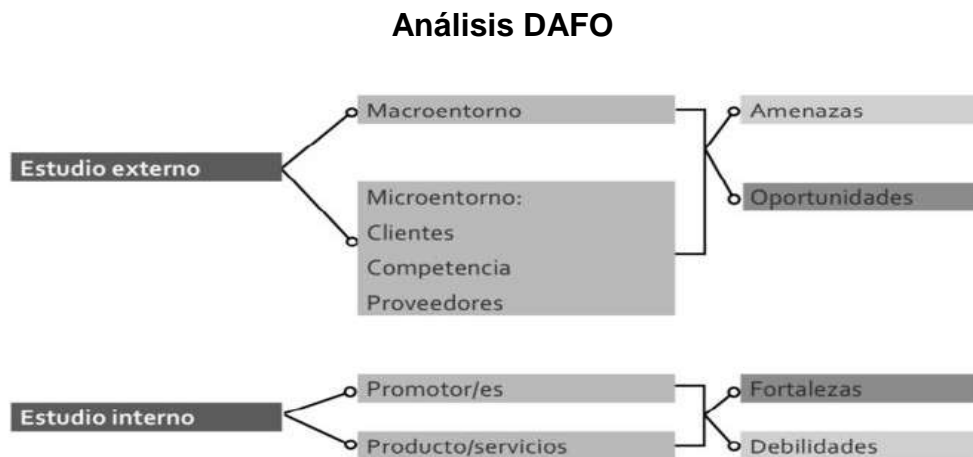 Análisis DAFO
Macroentorno
Amenazas
Estudio externo
Microentorno:
Oportunidades
Clientes
Competencia
Proveedores
Promotor/es
Fortalezas
Estudio interno
Producto/servicios
Debilidades